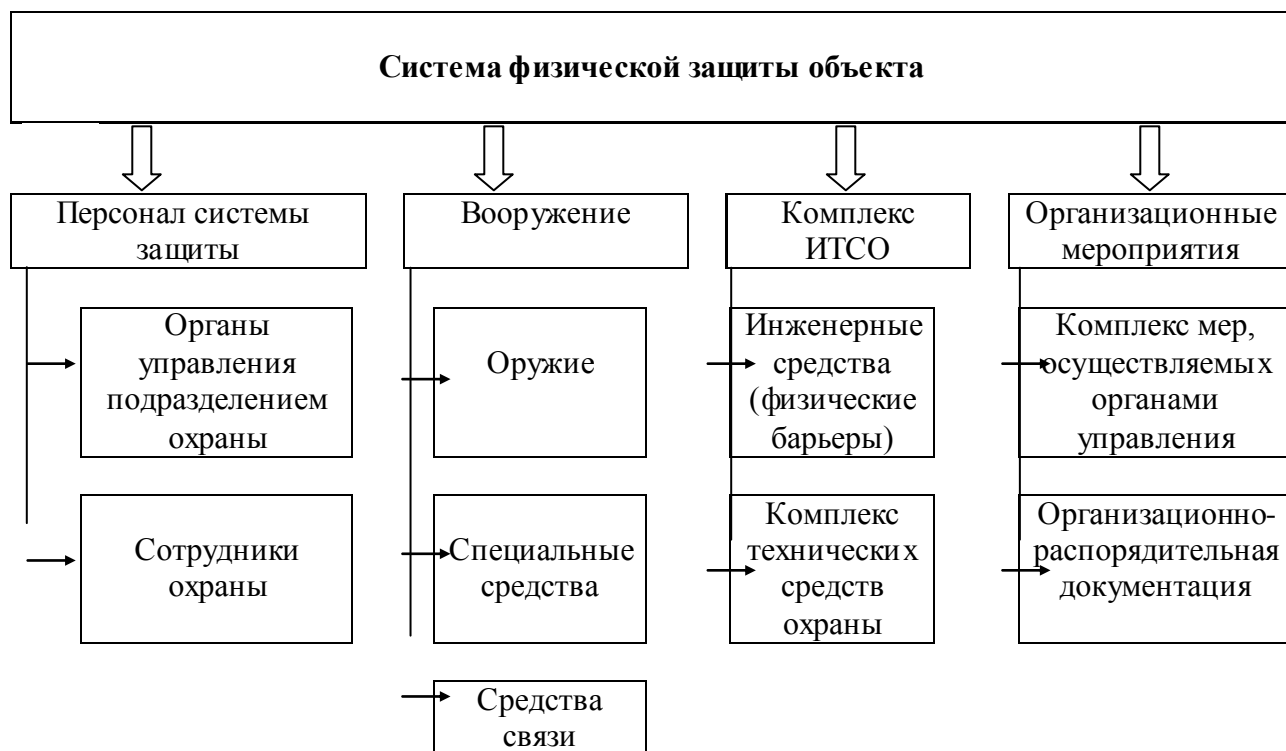 Система физической защиты объекта
Персонал системы
защиты
Вооружение
Комплекс
ИТСО
Организационные
мероприятия
Органы
управления
подразделением
охраны
Оружие
Инженерные
средства
(физические
барьеры)
Комплекс мер,
осуществляемых
органами
управления
Сотрудники
охраны
Специальные
средства
Комплекс
технических
средств
охраны
Организационно-
распорядительная
документация
Средства
связи